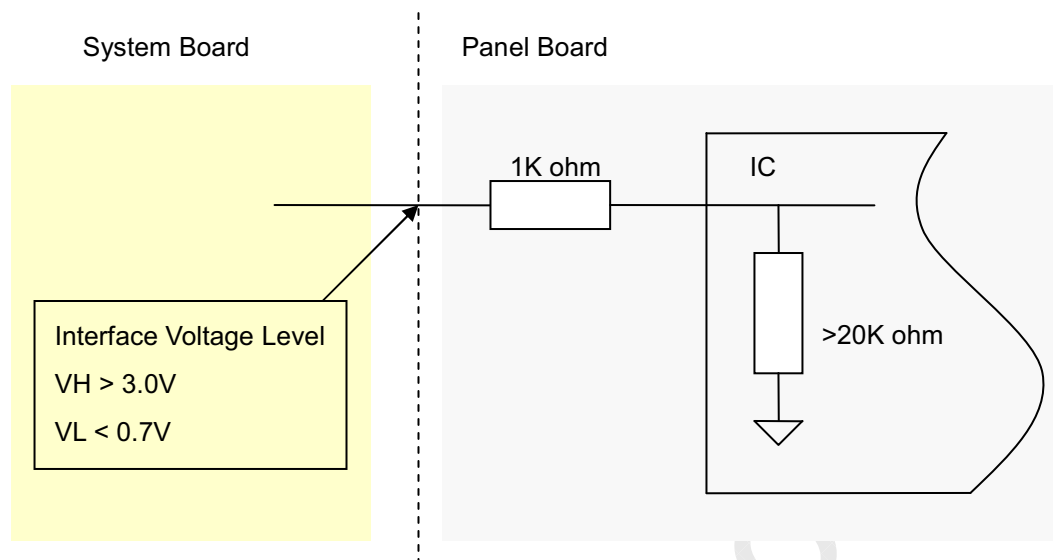 System Board
Panel Board
1K ohm
IC
Interface Voltage Level
VH > 3.0V
VL < 0.7V
>20K ohm